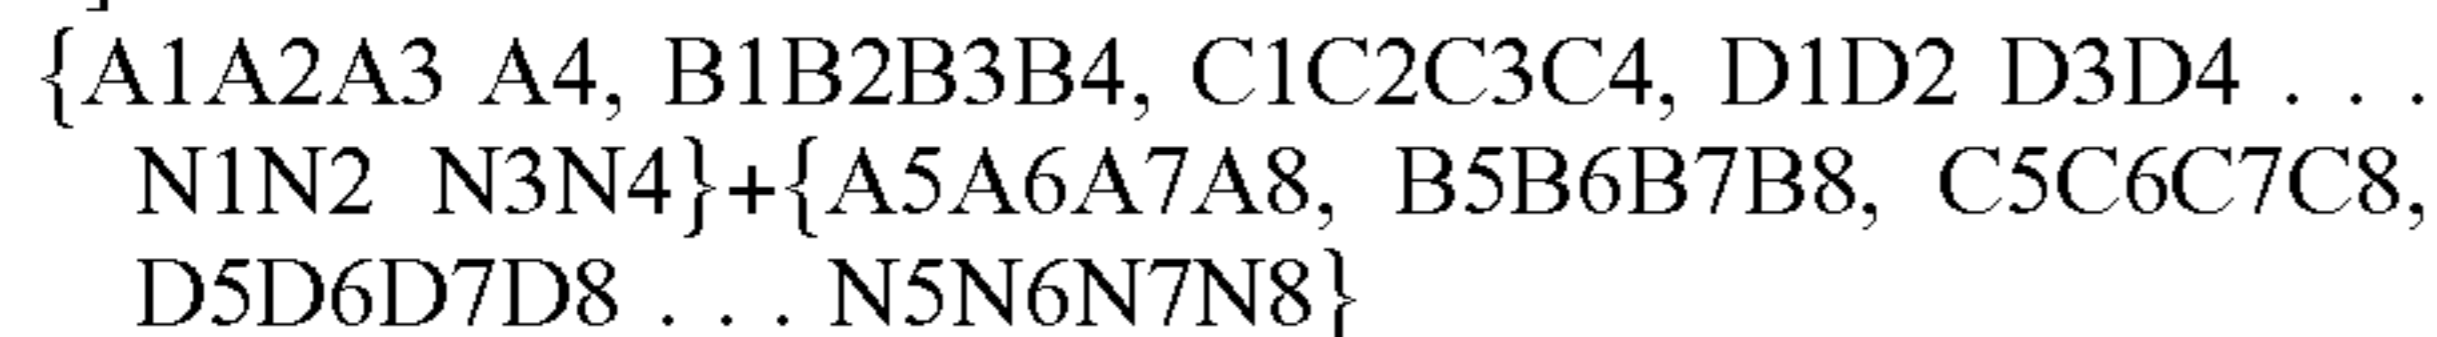 {A1A2A3 A4, B1B2B3B4, C1C2C3C4, D1D2 D3D4 . . .
N1N2 N3N4}+{A5A6A7A8, B5B6B7B8, C5C6C7C8,
D5D6D7D8 . . . N5N6N7N8}